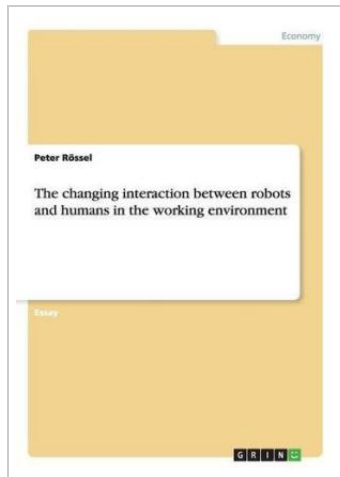 Economy
Peter Rössel
The changing interaction between robots
and humans in the working environment
Essay
GRIN